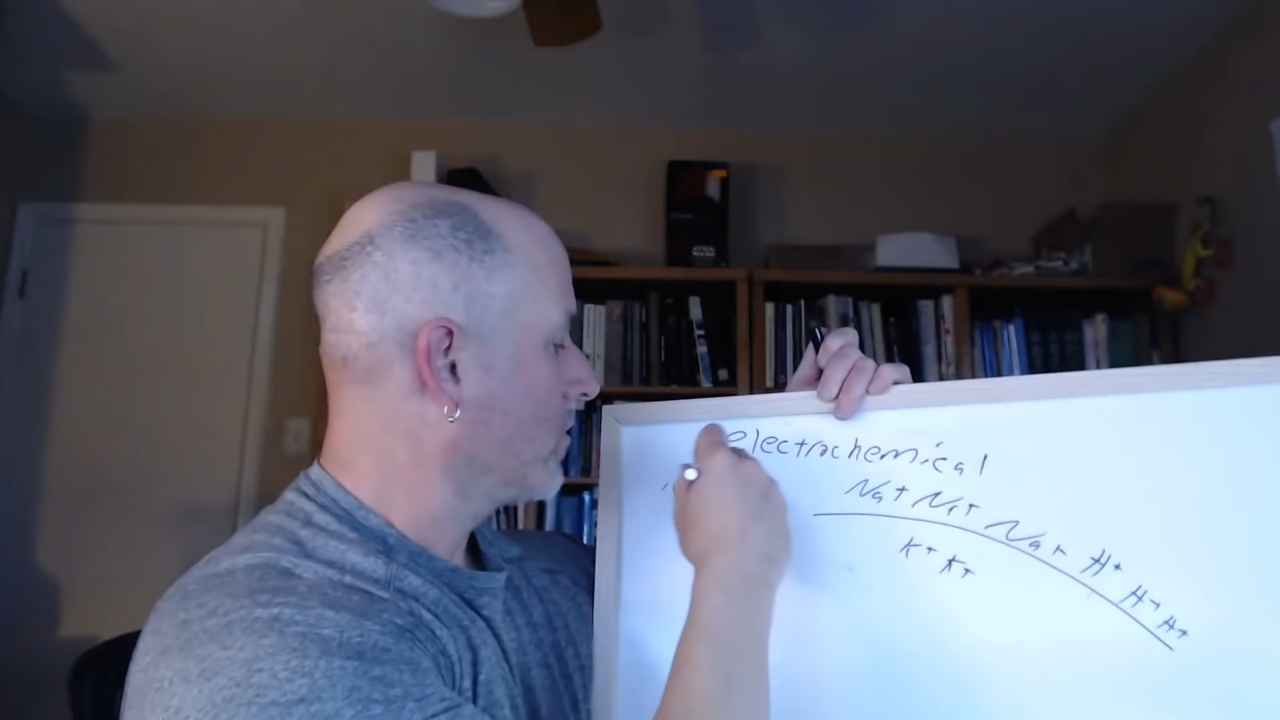 electrochemical
Na+ Na+ Na+ H+ H+ H+
K+ K+